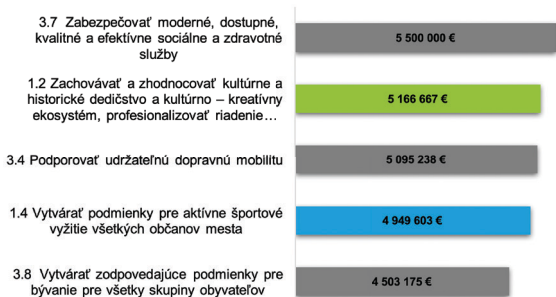 3.7 Zabezpečovať moderné, dostupné,
kvalitné a efektívne sociálne a zdravotné
služby
5 500 000 €
1.2 Zachovávať a zhodnocovať kultúrne a
historické dedičstvo a kultúrno – kreatívny
ekosystém, profesionalizovať riadenie…
5 166 667 €
3.4 Podporovať udržateľnú dopravnú mobilitu
5 095 238 €
1.4 Vytvárať podmienky pre aktívne športové
vyžitie všetkých občanov mesta
4 949 603 €
3.8 Vytvárať zodpovedajúce podmienky pre
bývanie pre všetky skupiny obyvateľov
4 503 175 €